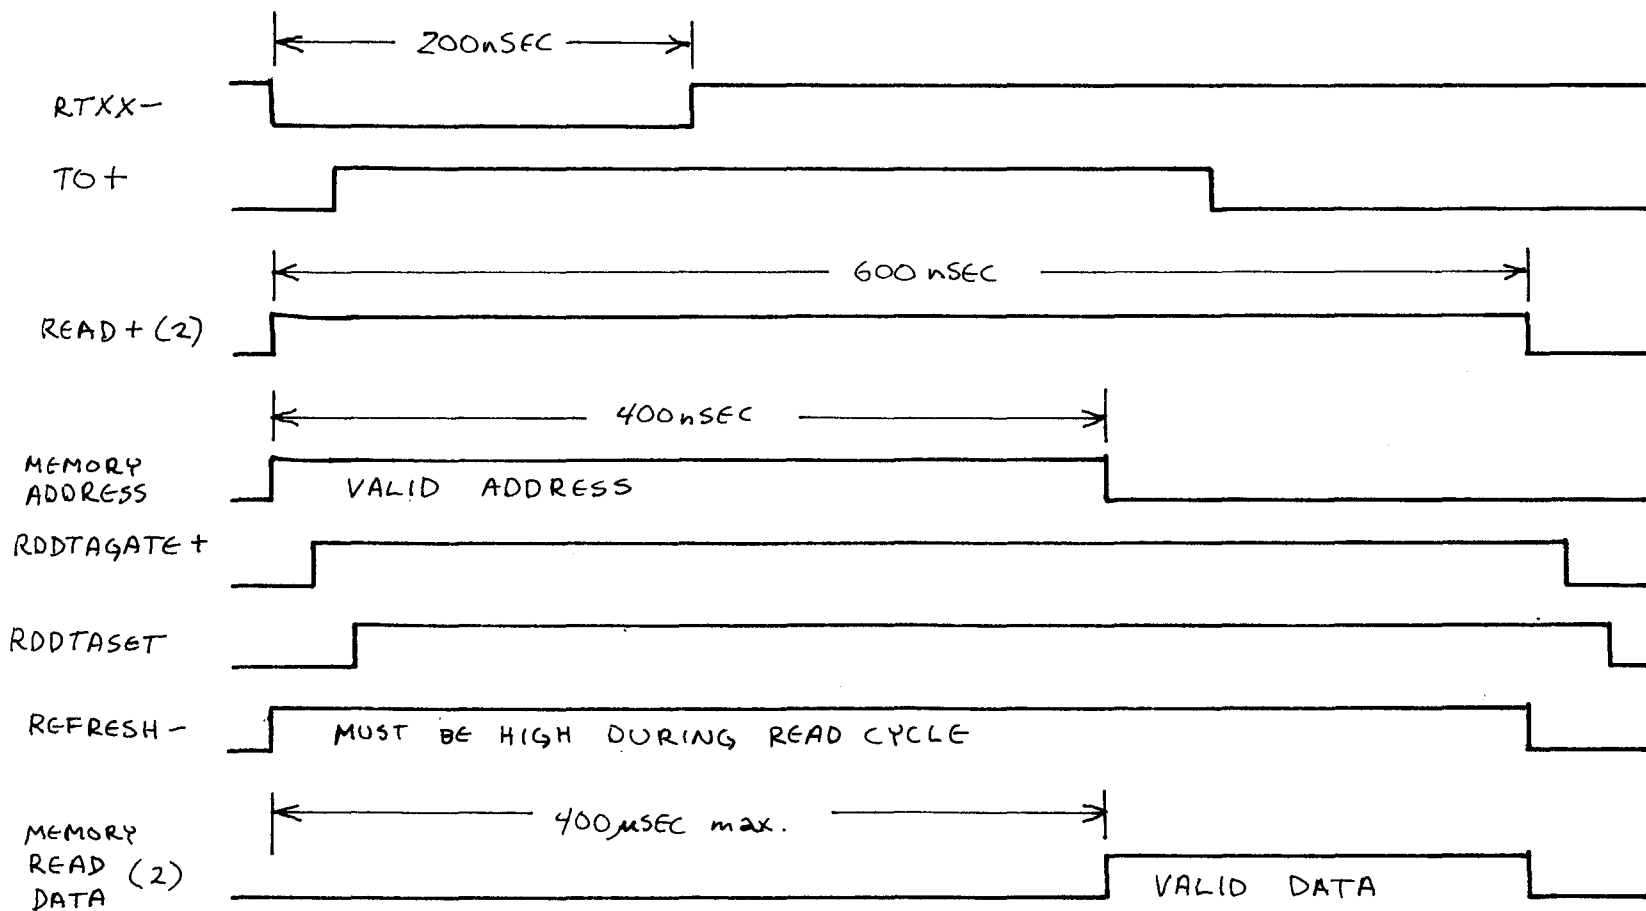 200nSEC
RTXX-
TO+
600 nSEC
READ+(2)
400nSEC
MEMORY
ADDRESS
VALID ADDRESS
RDDTAGATE+
RDDTASET
REFRESH-
MUST BE HIGH DURING READ CYCLE
400µSEC max.
MEMORY
READ (2)
DATA
VALID DATA